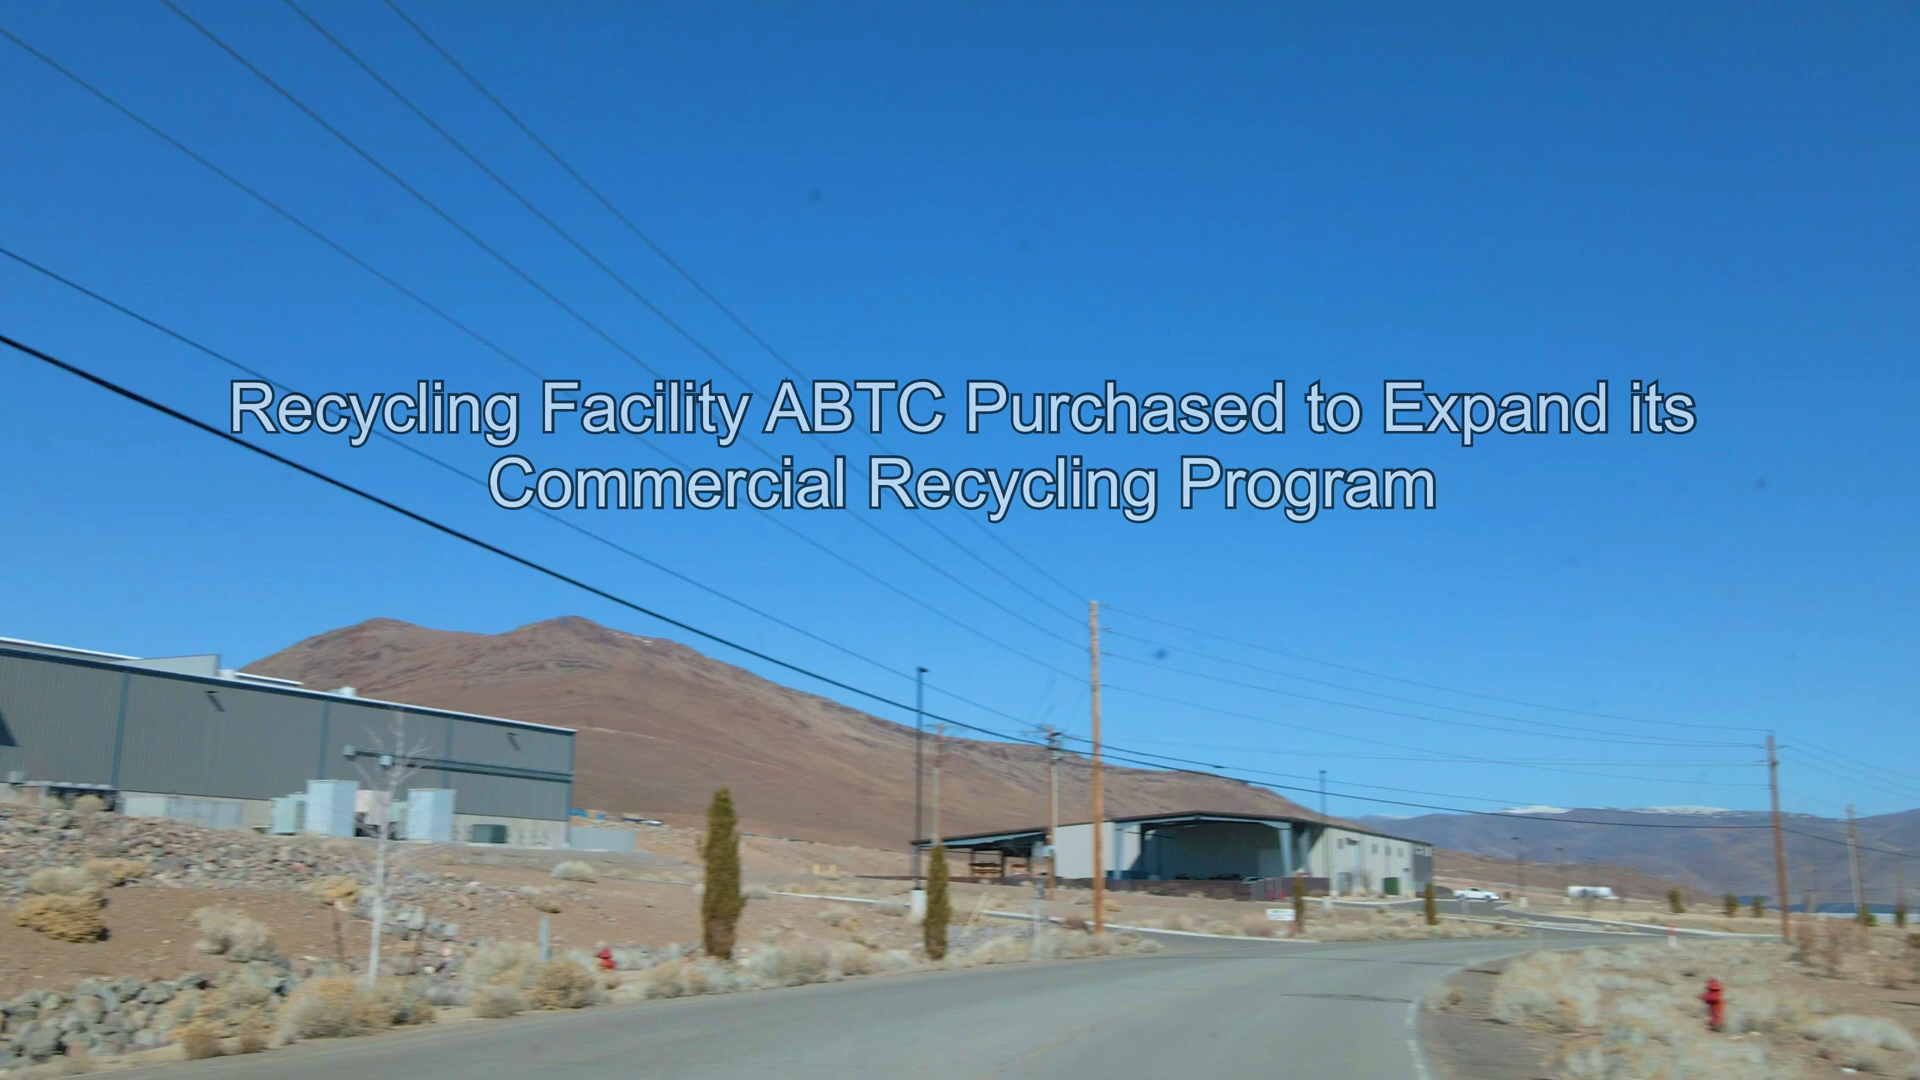 Recycling Facility ABTC Purchased to Expand its
Commercial Recycling Program